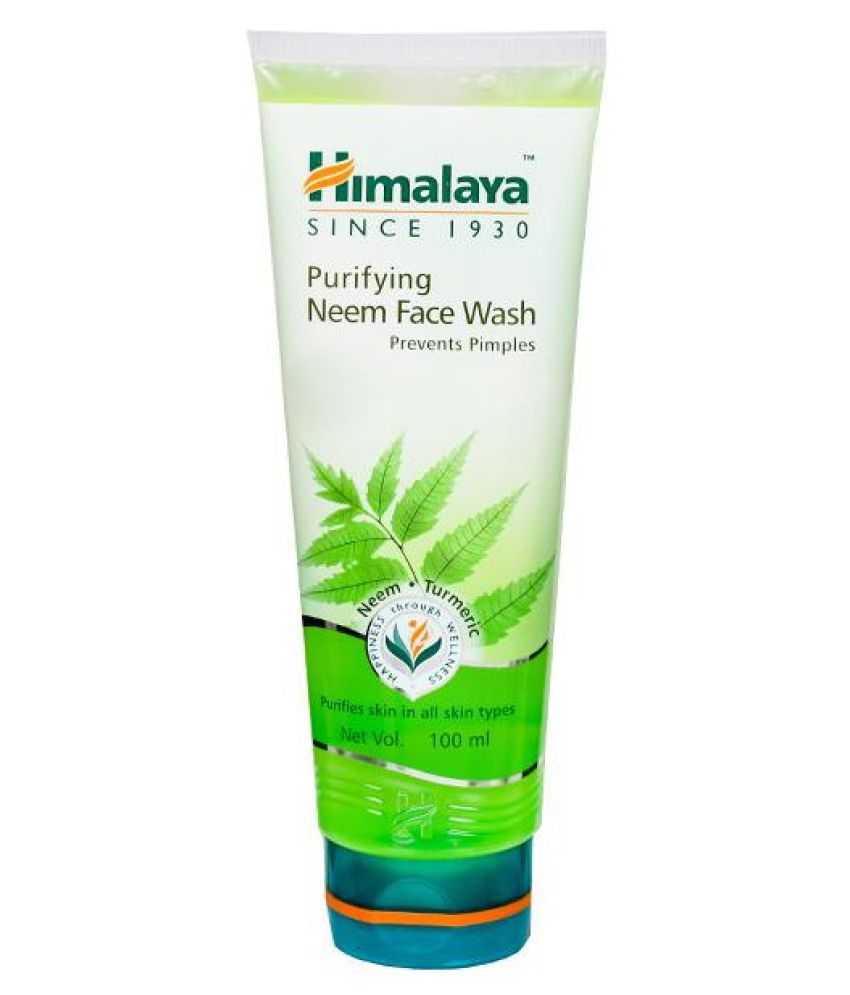 Himalaya™
SINCE 1930
Purifying
Neem Face Wash
Prevents Pimples
Neem • Turmeric
HAPPINESS through WELLNESS
Purifies skin in all skin types
Net Vol. 100 ml